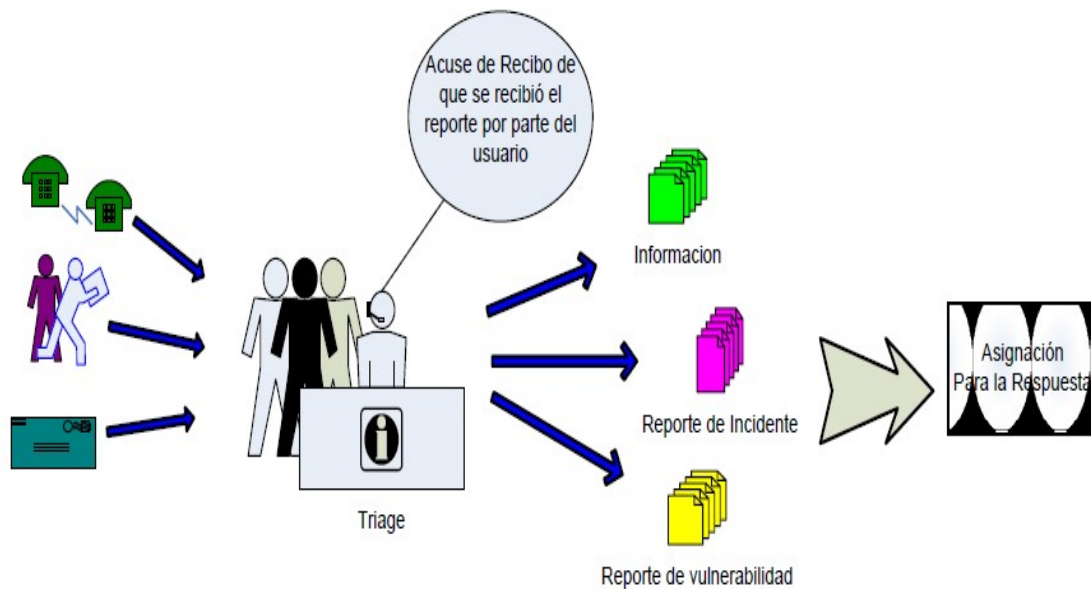 Acuse de Recibo de
que se recibió el
reporte por parte del
usuario
Informacion
Reporte de Incidente
Asignación
Para la Respuesta
Triage
Reporte de vulnerabilidad